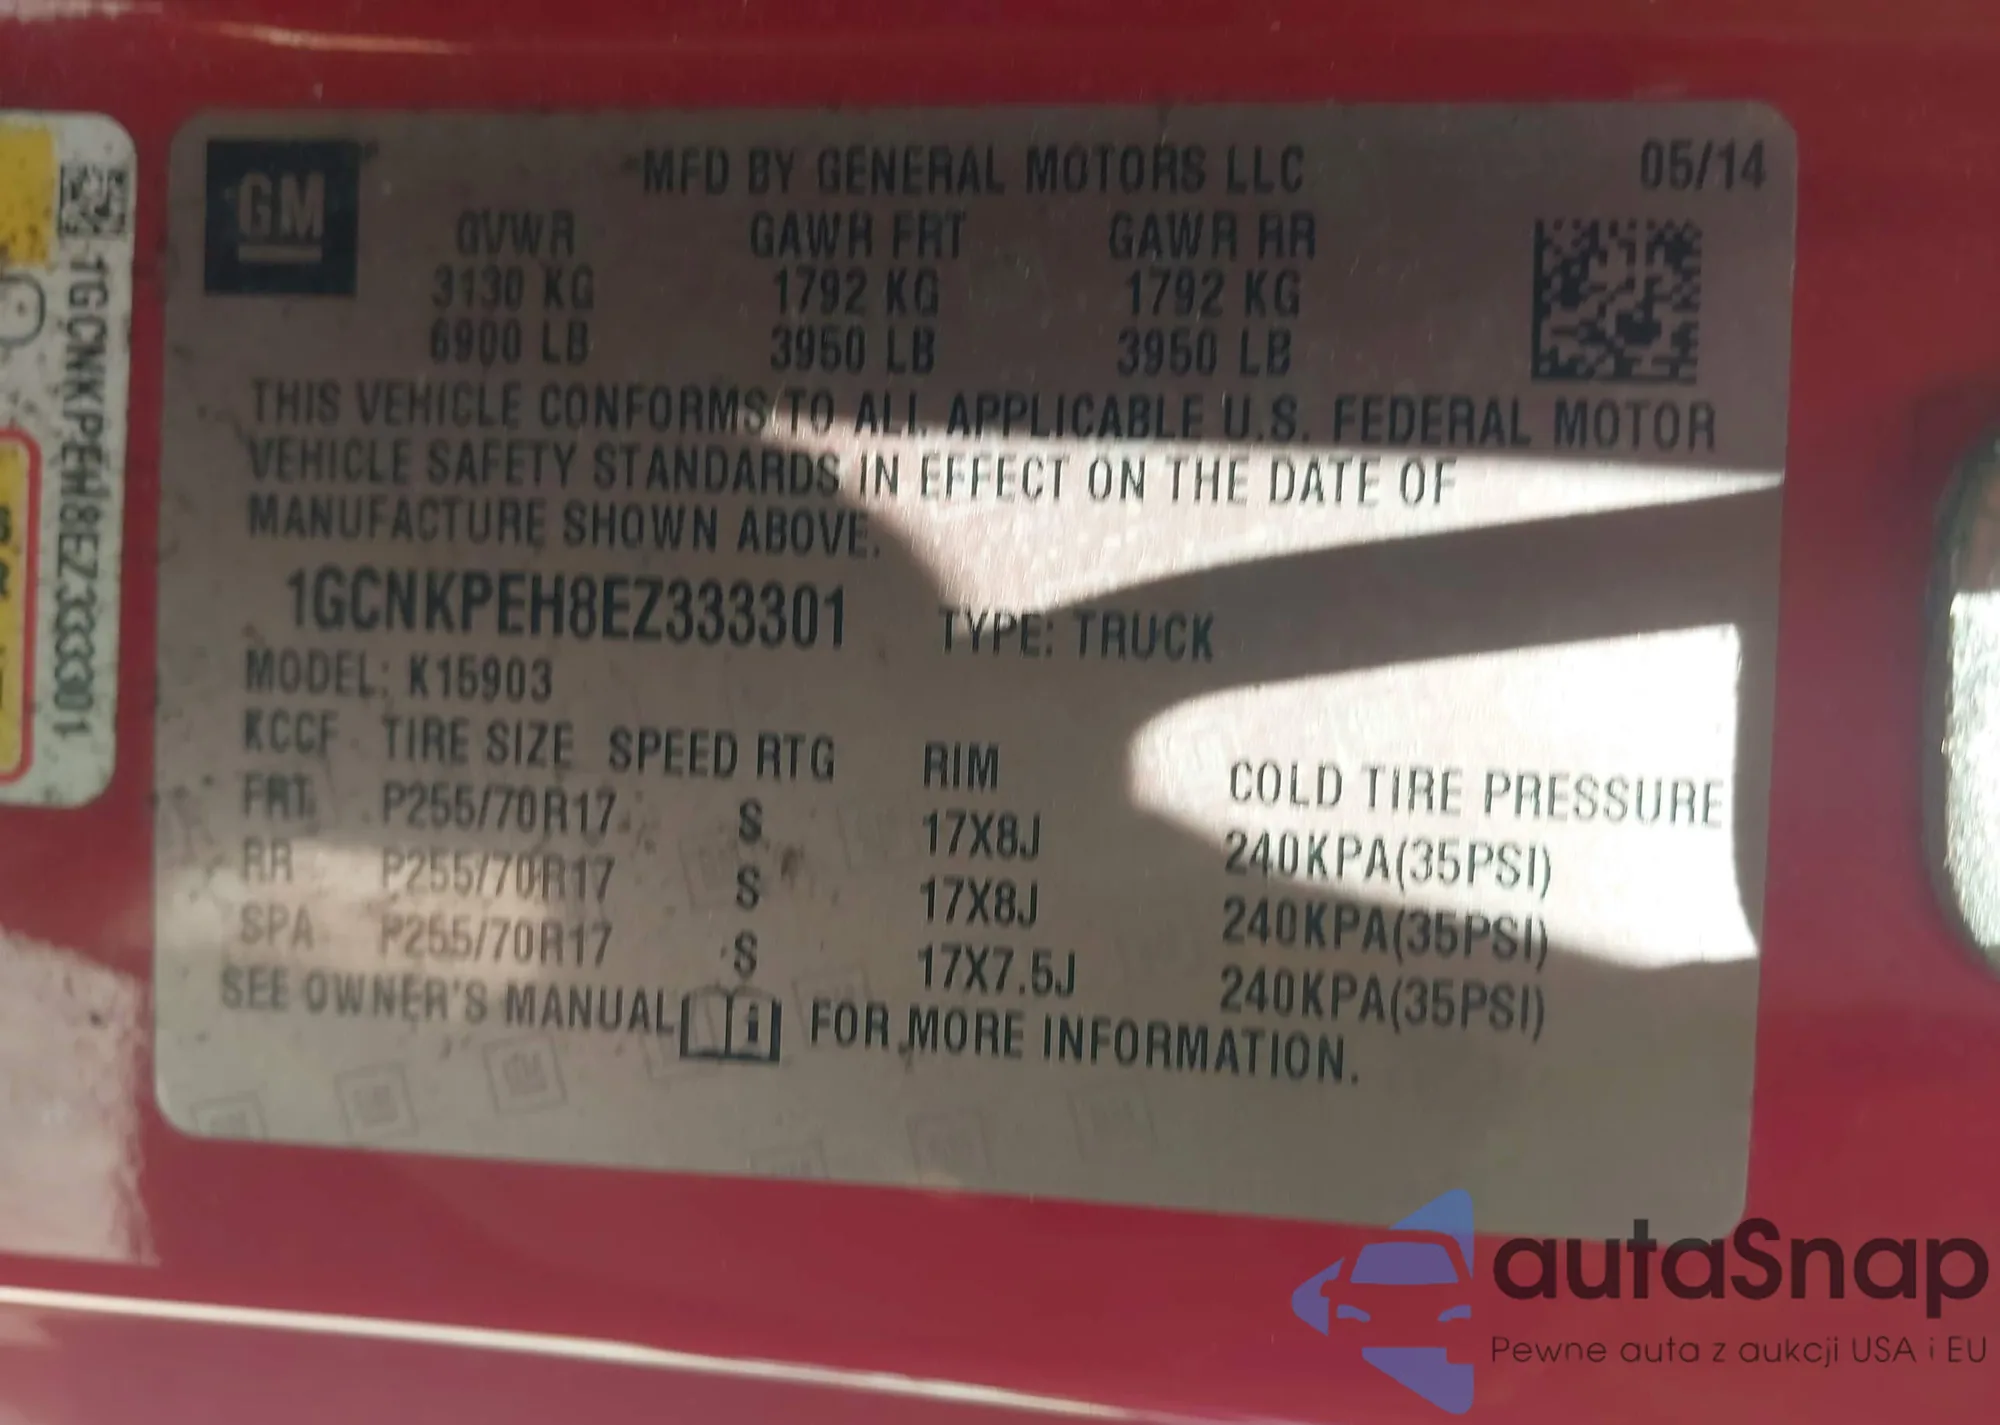 1GCNKPEH8EZ333301
GM
MFD BY GENERAL MOTORS LLC 05/14
GVWR GAWR FRT GAWR RR
3130 KG 1792 KG 1792 KG
6900 LB 3950 LB 3950 LB
THIS VEHICLE CONFORMS TO ALL APPLICABLE U.S. FEDERAL MOTOR
VEHICLE SAFETY STANDARDS IN EFFECT ON THE DATE OF
MANUFACTURE SHOWN ABOVE.
1GCNKPEH8EZ333301 TYPE: TRUCK
MODEL: K15903
KCCF TIRE SIZE SPEED RTG RIM COLD TIRE PRESSURE
FRT P255/70R17 S 17X8J 240KPA(35PSI)
RR P255/70R17 S 17X8J 240KPA(35PSI)
SPA P255/70R17 S 17X7.5J 240KPA(35PSI)
SEE OWNER'S MANUAL FOR MORE INFORMATION.
autaSnap
Pewne auta z aukcji USA i EU